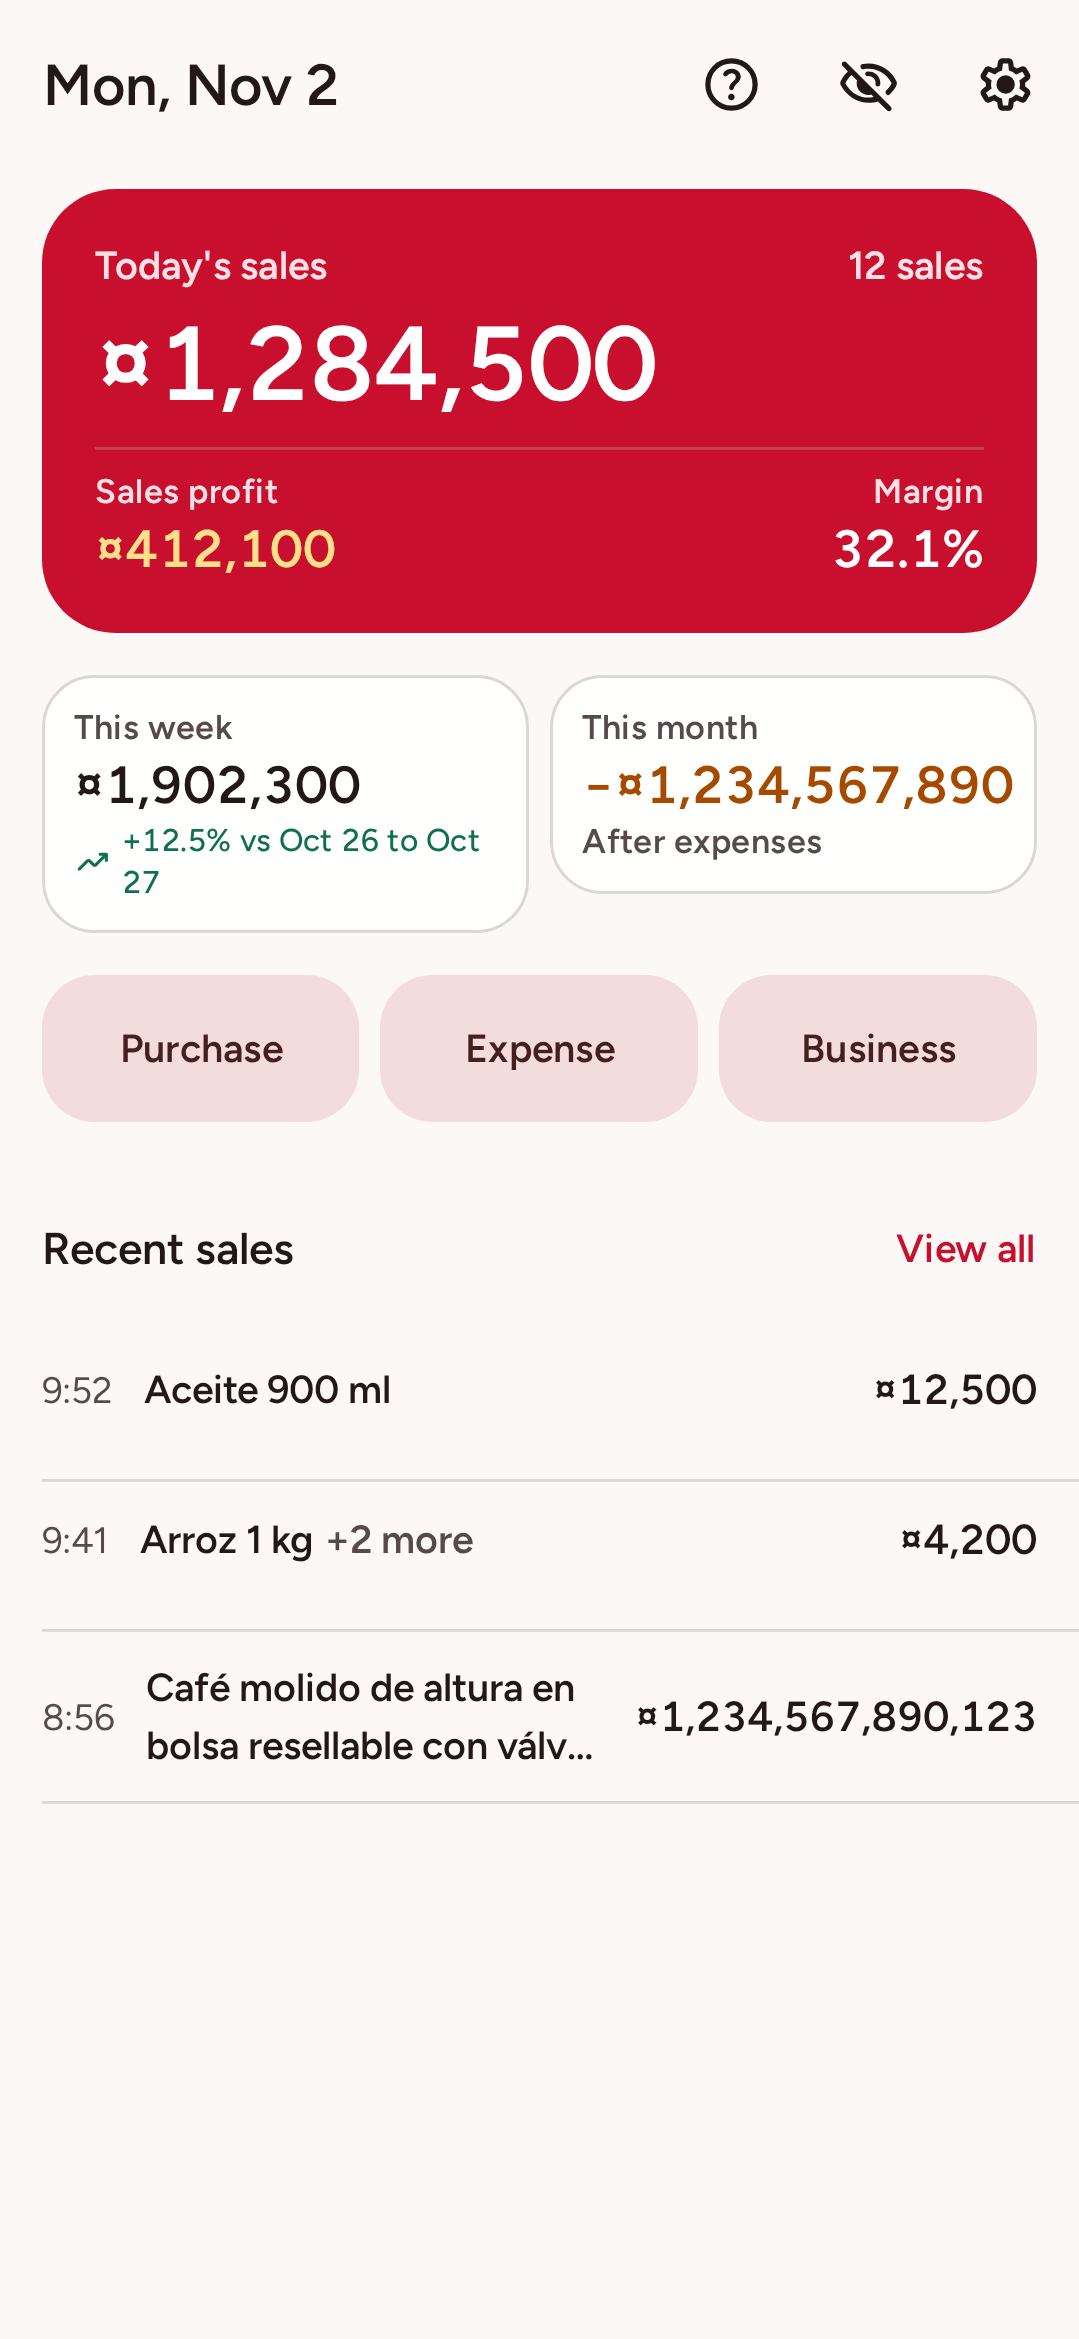 Mon, Nov 2
Today's sales
12 sales
¤1,284,500
Sales profit
Margin
¤412,100
32.1%
This week
¤1,902,300
+12.5% vs Oct 26 to Oct
27
This month
−¤1,234,567,890
After expenses
Purchase
Expense
Business
Recent sales
View all
9:52 Aceite 900 ml ¤12,500
9:41 Arroz 1 kg +2 more ¤4,200
8:56 Café molido de altura en
bolsa resellable con válv...
¤1,234,567,890,123